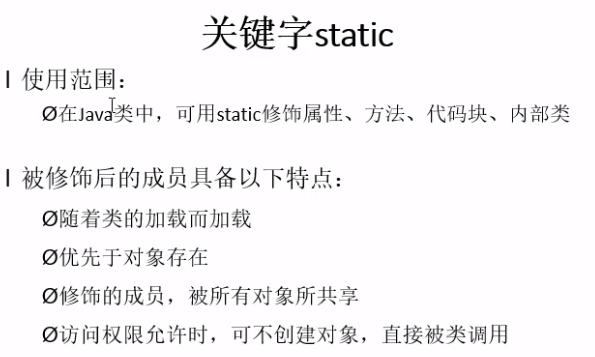 关键字static
l 使用范围：
Ø在Java类中，可用static修饰属性、方法、代码块、内部类
l 被修饰后的成员具备以下特点：
Ø随着类的加载而加载
Ø优先于对象存在
Ø修饰的成员，被所有对象所共享
Ø访问权限允许时，可不创建对象，直接被类调用